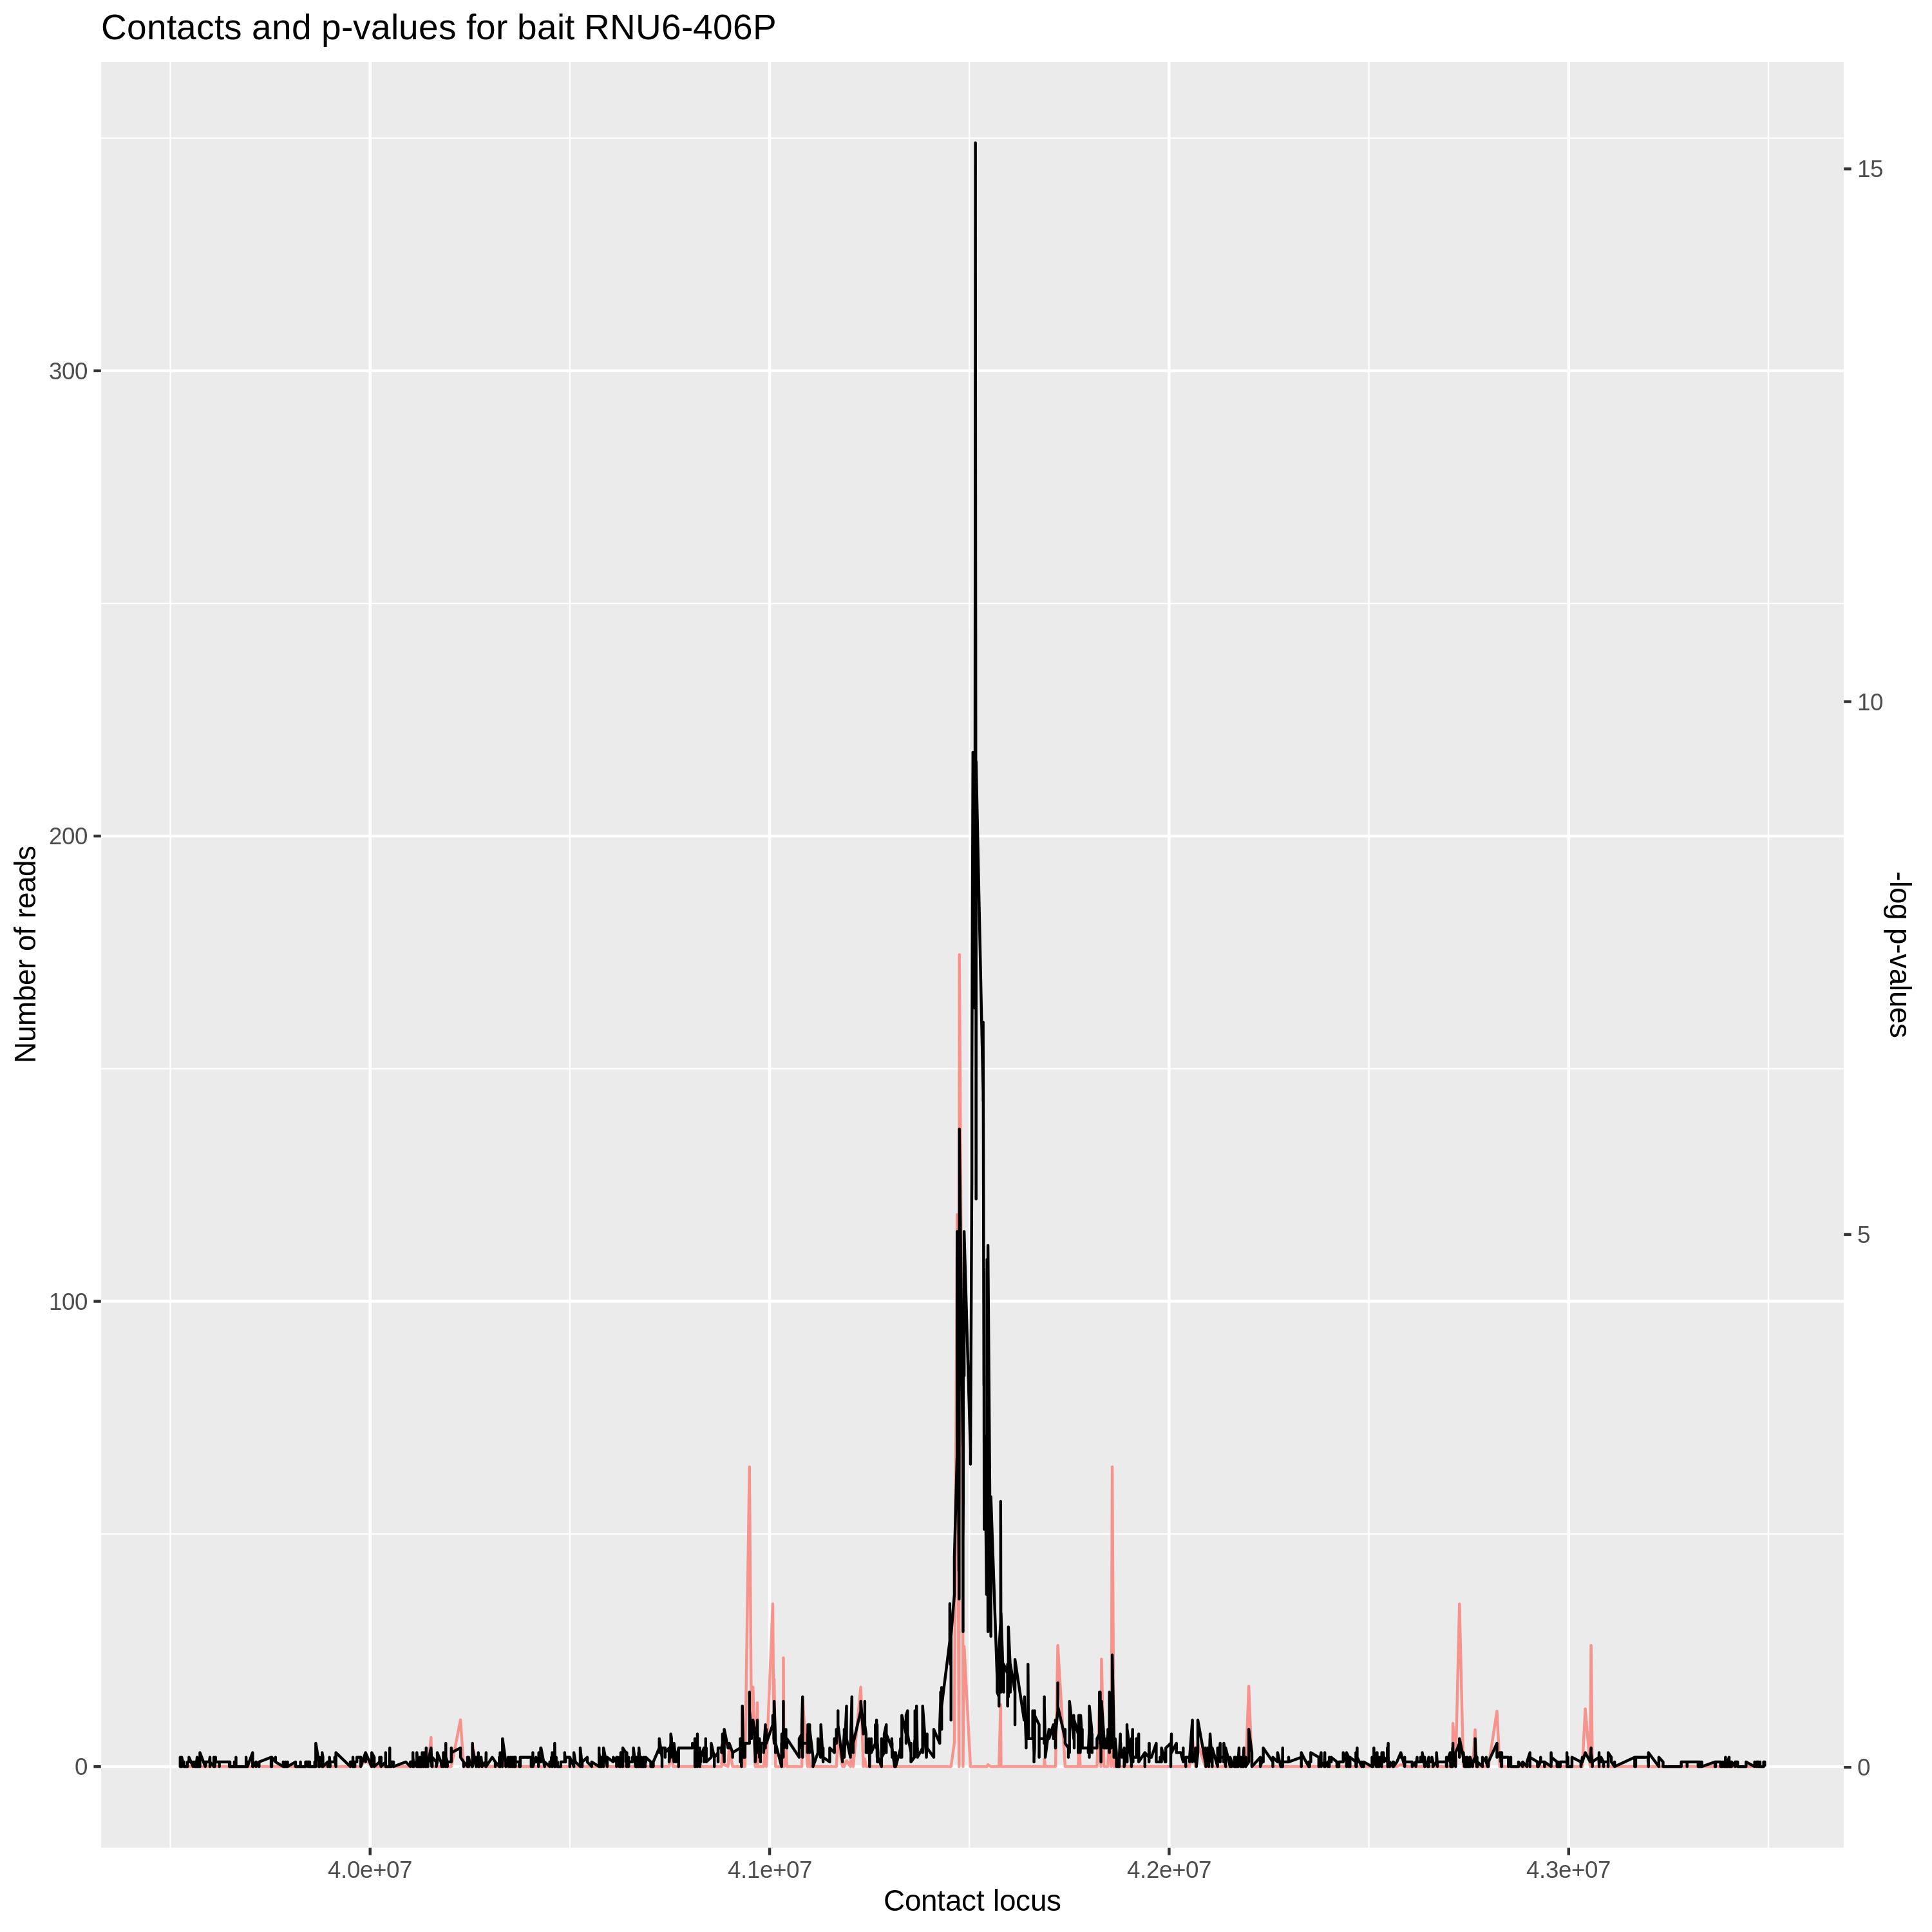 Contacts and p-values for bait RNU6-406P
Number of reads
300
200
100
0
15
10
5
0
-log p-values
4.0e+07
4.1e+07
4.2e+07
4.3e+07
Contact locus